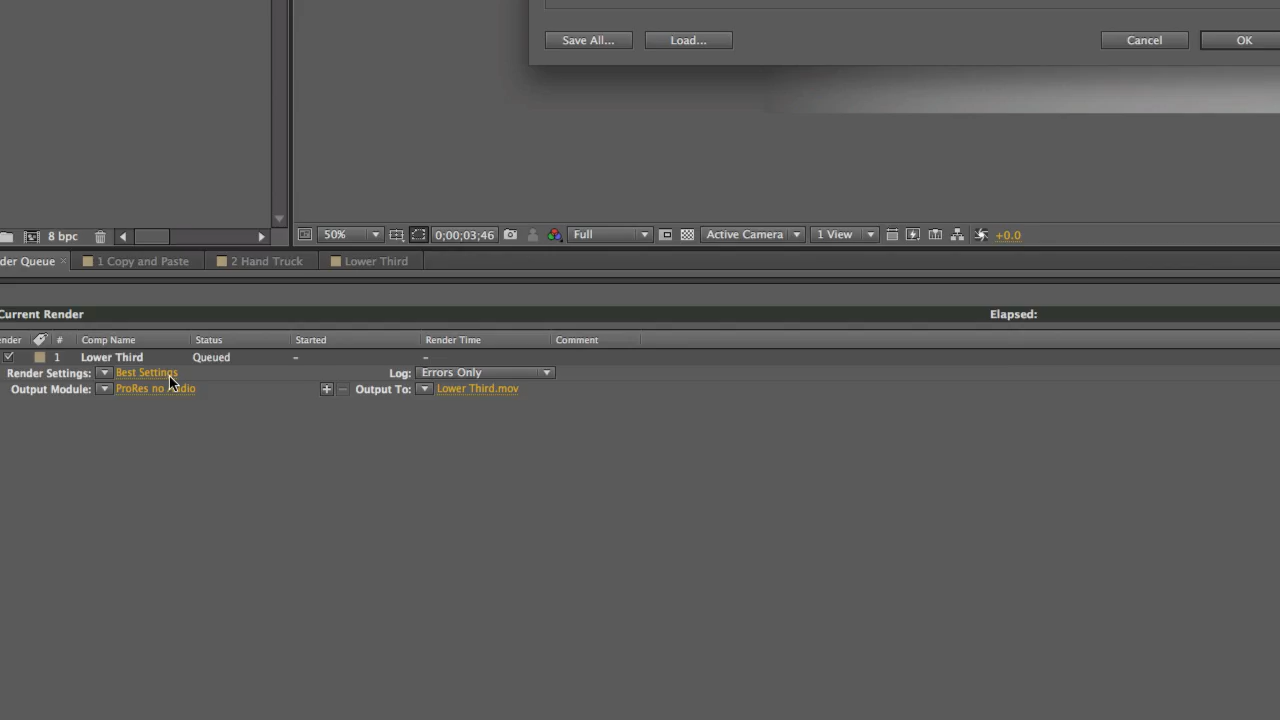 Save All... Load... Cancel OK
8 bpc 50% 0;00;03;46 Full Active Camera 1 View +0.0
der Queue × 1 Copy and Paste 2 Hand Truck Lower Third
Current Render Elapsed:
nder # Comp Name Status Started Render Time Comment
1 Lower Third Queued – –
Render Settings: Best Settings Log: Errors Only
Output Module: ProRes no Output To: Lower Third.mov